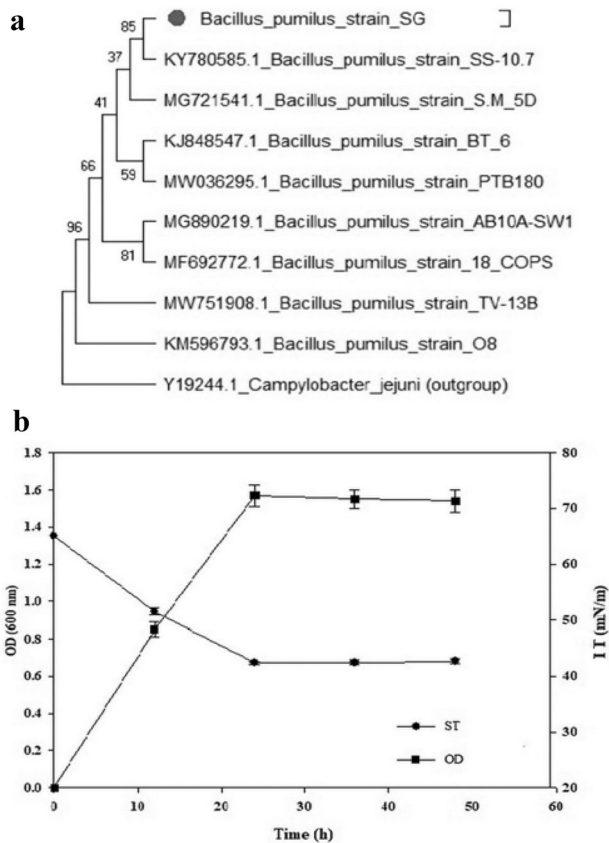 a
Bacillus_pumilus_strain_SG
85
37
KY780585.1_Bacillus_pumilus_strain_SS-10.7
41
MG721541.1_Bacillus_pumilus_strain_S.M_5D
KJ848547.1_Bacillus_pumilus_strain_BT_6
66
59
MW036295.1_Bacillus_pumilus_strain_PTB180
96
MG890219.1_Bacillus_pumilus_strain_AB10A-SW1
81
MF692772.1_Bacillus_pumilus_strain_18_COPS
MW751908.1_Bacillus_pumilus_strain_TV-13B
KM596793.1_Bacillus_pumilus_strain_O8
Y19244.1_Campylobacter_jejuni (outgroup)
b
1.8
1.6
1.4
1.2
1.0
0.8
0.6
0.4
0.2
0.0
OD (600 nm)
80
70
60
50
40
30
20
I T (mN/m)
ST
OD
0
10
20
30
40
50
60
Time (h)